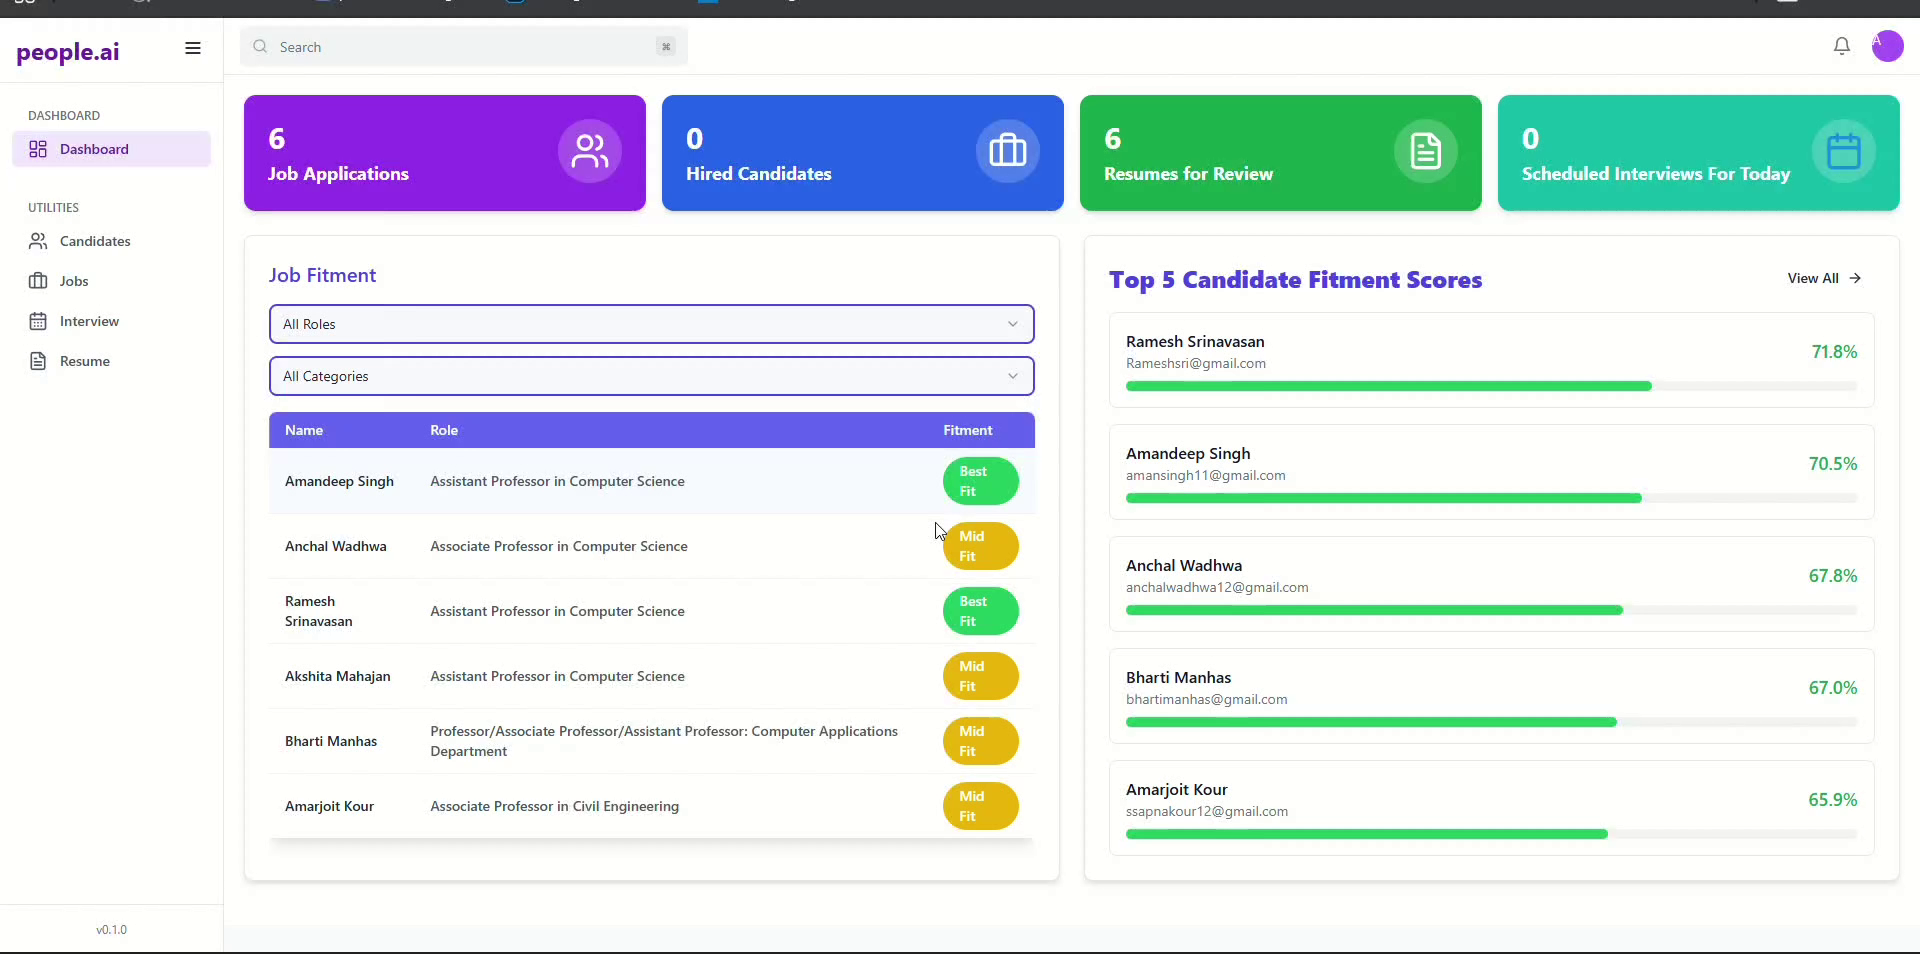 people.ai
Search
⌘
A
DASHBOARD
Dashboard
UTILITIES
Candidates
Jobs
Interview
Resume
v0.1.0
6
Job Applications
0
Hired Candidates
6
Resumes for Review
0
Scheduled Interviews For Today
Job Fitment
All Roles
All Categories
Name Role Fitment
Amandeep Singh Assistant Professor in Computer Science Best
Fit
Anchal Wadhwa Associate Professor in Computer Science Mid
Fit
Ramesh
Srinavasan Assistant Professor in Computer Science Best
Fit
Akshita Mahajan Assistant Professor in Computer Science Mid
Fit
Bharti Manhas Professor/Associate Professor/Assistant Professor: Computer Applications
Department Mid
Fit
Amarjoit Kour Associate Professor in Civil Engineering Mid
Fit
Top 5 Candidate Fitment Scores
View All →
Ramesh Srinavasan
Rameshsri@gmail.com
71.8%
Amandeep Singh
amansingh11@gmail.com
70.5%
Anchal Wadhwa
anchalwadhwa12@gmail.com
67.8%
Bharti Manhas
bhartimanhas@gmail.com
67.0%
Amarjoit Kour
ssapnakour12@gmail.com
65.9%